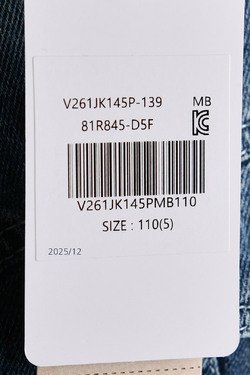 V261JK145P-139 MB
81R845-D5F
V261JK145PMB110
SIZE : 110(5)
2025/12